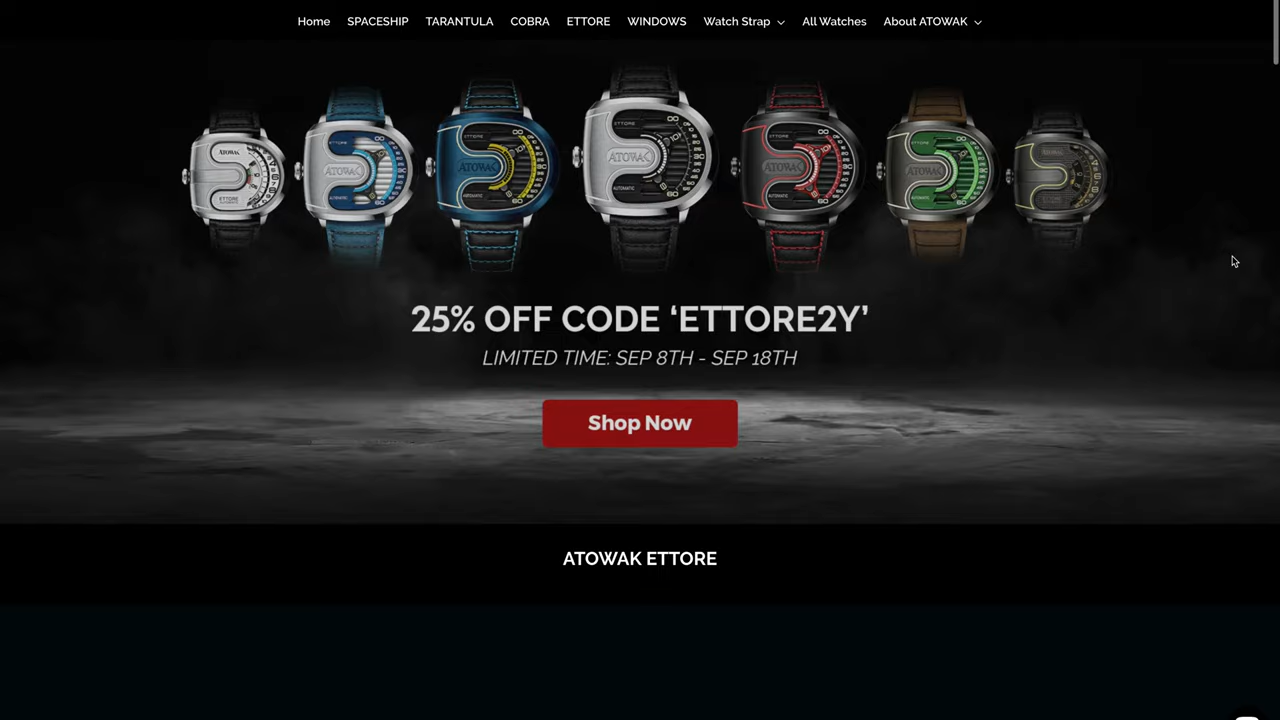 Home SPACESHIP TARANTULA COBRA ETTORE WINDOWS Watch Strap All Watches About ATOWAK
25% OFF CODE ‘ETTORE2Y’
LIMITED TIME: SEP 8TH - SEP 18TH
Shop Now
ATOWAK ETTORE